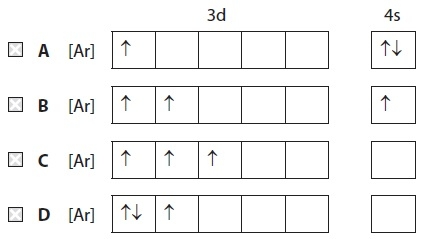 3d 4s
A [Ar] ↑ ↑↓
B [Ar] ↑ ↑ ↑
C [Ar] ↑ ↑ ↑
D [Ar] ↑↓ ↑